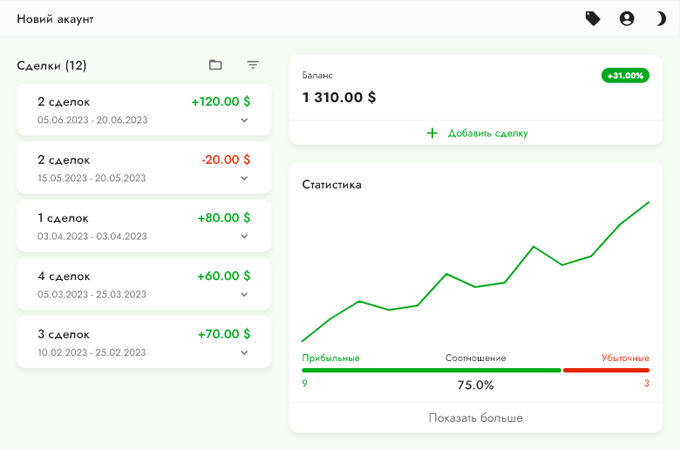 Новий акаунт
Сделки (12)
2 сделок +120.00 $
05.06.2023 - 20.06.2023
2 сделок -20.00 $
15.05.2023 - 20.05.2023
1 сделок +80.00 $
03.04.2023 - 03.04.2023
4 сделок +60.00 $
05.03.2023 - 25.03.2023
3 сделок +70.00 $
10.02.2023 - 25.02.2023
Баланс +31.00%
1 310.00 $
Добавить сделку
Статистика
Прибыльные Соотношение Убыточные
9 75.0% 3
Показать больше